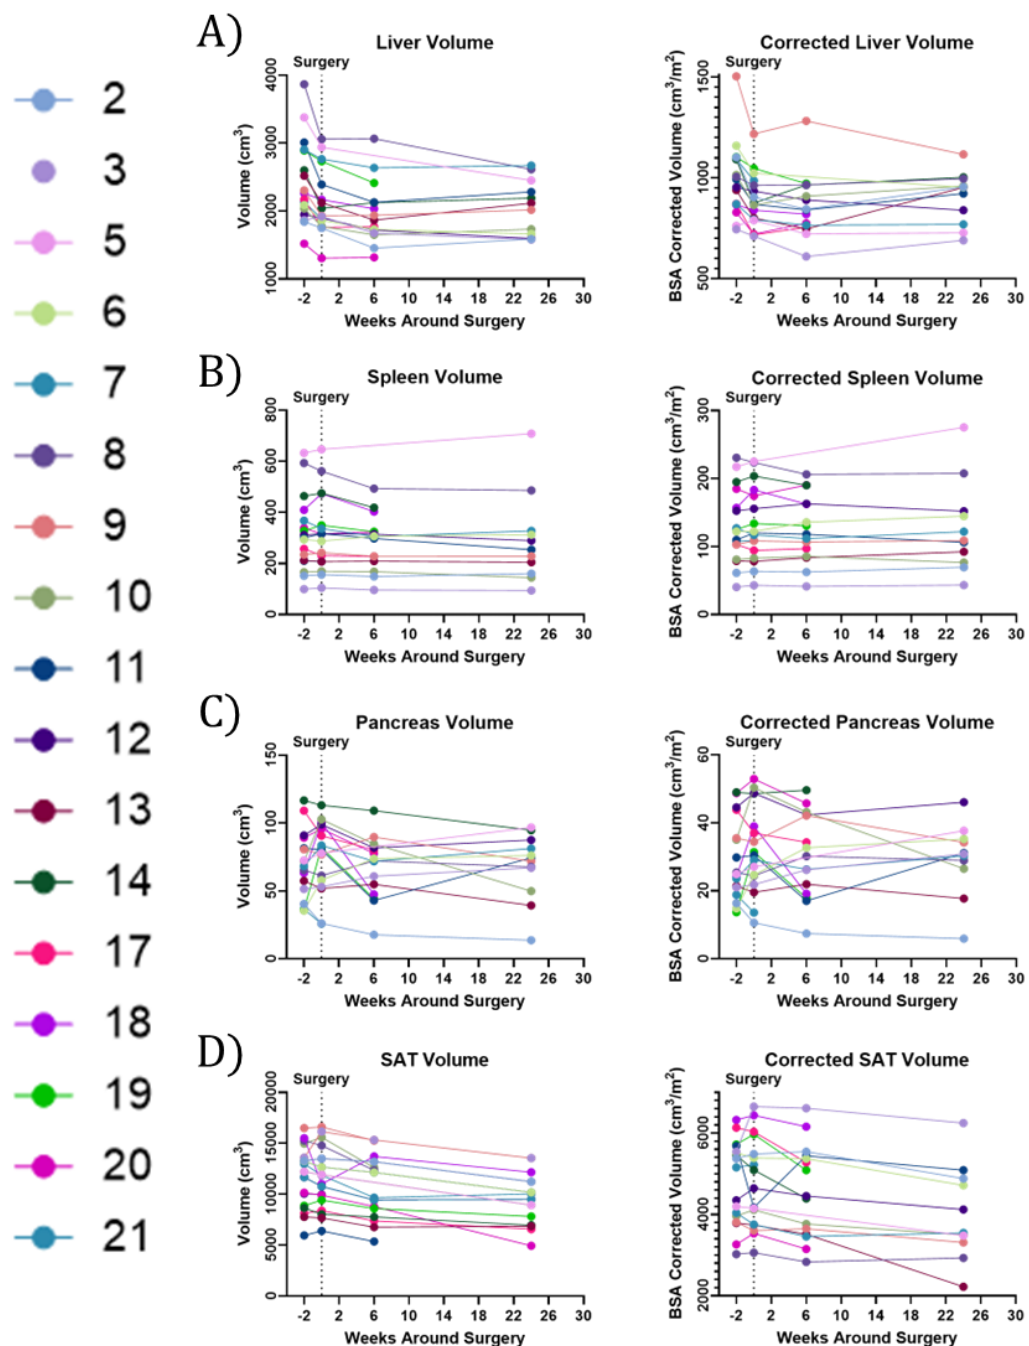 2
3
5
6
7
8
9
10
11
12
13
14
17
18
19
20
21
A)
Liver Volume
Surgery
Volume (cm³)
4000
3000
2000
1000
-2 0 2 6 10 14 18 22 26 30
Weeks Around Surgery
Corrected Liver Volume
Surgery
BSA Corrected Volume (cm³/m²)
1500
1000
500
-2 0 2 6 10 14 18 22 26 30
Weeks Around Surgery
B)
Spleen Volume
Surgery
Volume (cm³)
800
600
400
200
0
-2 0 2 6 10 14 18 22 26 30
Weeks Around Surgery
Corrected Spleen Volume
Surgery
BSA Corrected Volume (cm³/m²)
300
200
100
0
-2 0 2 6 10 14 18 22 26 30
Weeks Around Surgery
C)
Pancreas Volume
Surgery
Volume (cm³)
150
100
50
0
-2 0 2 6 10 14 18 22 26 30
Weeks Around Surgery
Corrected Pancreas Volume
Surgery
BSA Corrected Volume (cm³/m²)
60
40
20
0
-2 0 2 6 10 14 18 22 26 30
Weeks Around Surgery
D)
SAT Volume
Surgery
Volume (cm³)
20000
15000
10000
5000
0
-2 0 2 6 10 14 18 22 26 30
Weeks Around Surgery
Corrected SAT Volume
Surgery
BSA Corrected Volume (cm³/m²)
6000
4000
2000
-2 0 2 6 10 14 18 22 26 30
Weeks Around Surgery